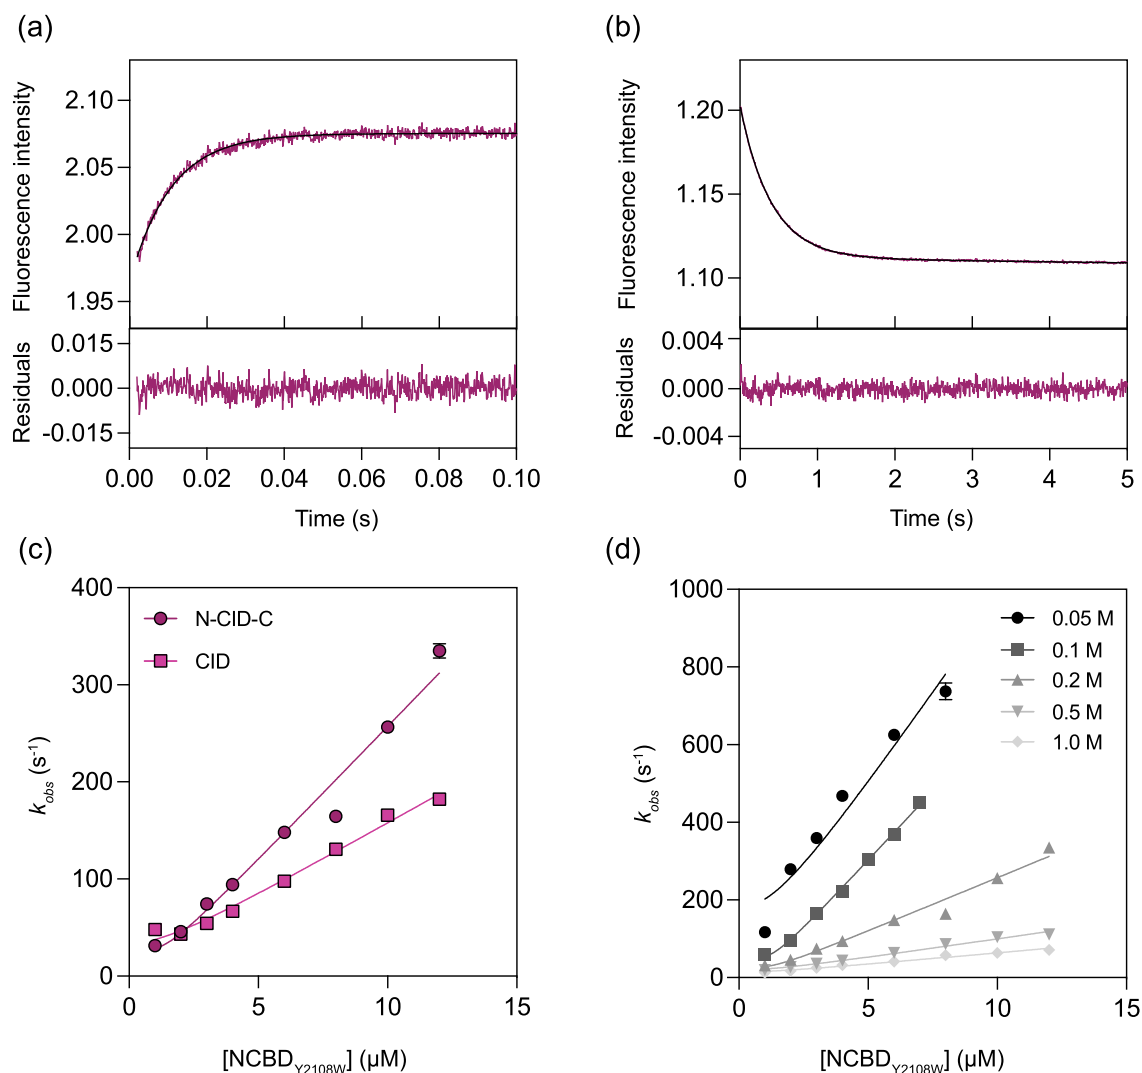 (a)
Fluorescence intensity
2.10
2.05
2.00
1.95
Residuals
0.015
0.000
-0.015
0.00
0.02
0.04
0.06
0.08
0.10
Time (s)
(b)
Fluorescence intensity
1.20
1.15
1.10
Residuals
0.004
0.000
-0.004
0
1
2
3
4
5
Time (s)
(c)
k_obs (s⁻¹)
400
300
200
100
0
N-CID-C
CID
0
5
10
15
[NCBD_Y2108W] (µM)
(d)
k_obs (s⁻¹)
1000
800
600
400
200
0
0.05 M
0.1 M
0.2 M
0.5 M
1.0 M
0
5
10
15
[NCBD_Y2108W] (µM)